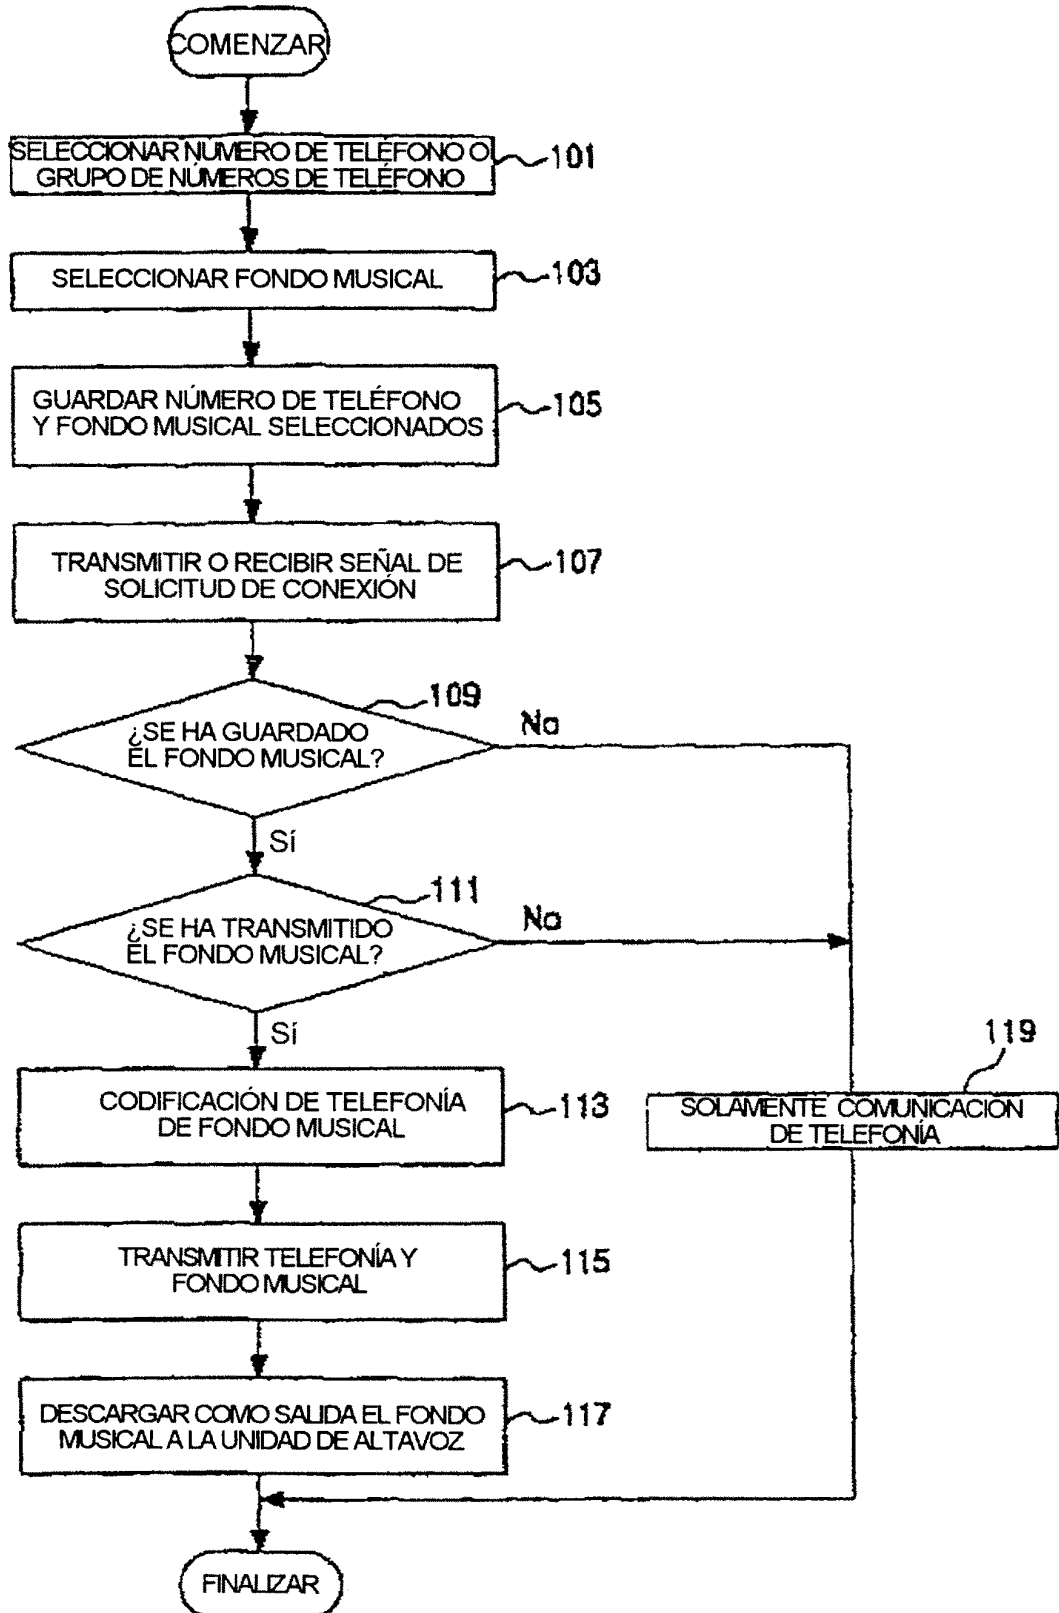 COMENZAR
SELECCIONAR NUMERO DE TELÉFONO O
GRUPO DE NÚMEROS DE TELÉFONO
101
SELECCIONAR FONDO MUSICAL
103
GUARDAR NÚMERO DE TELÉFONO
Y FONDO MUSICAL SELECCIONADOS
105
TRANSMITIR O RECIBIR SEÑAL DE
SOLICITUD DE CONEXIÓN
107
109
¿SE HA GUARDADO
EL FONDO MUSICAL?
No
Sí
111
¿SE HA TRANSMITIDO
EL FONDO MUSICAL?
No
Sí
119
CODIFICACIÓN DE TELEFONÍA
DE FONDO MUSICAL
113
SOLAMENTE COMUNICACION
DE TELEFONÍA
TRANSMITIR TELEFONÍA Y
FONDO MUSICAL
115
DESCARGAR COMO SALIDA EL FONDO
MUSICAL A LA UNIDAD DE ALTAVOZ
117
FINALIZAR